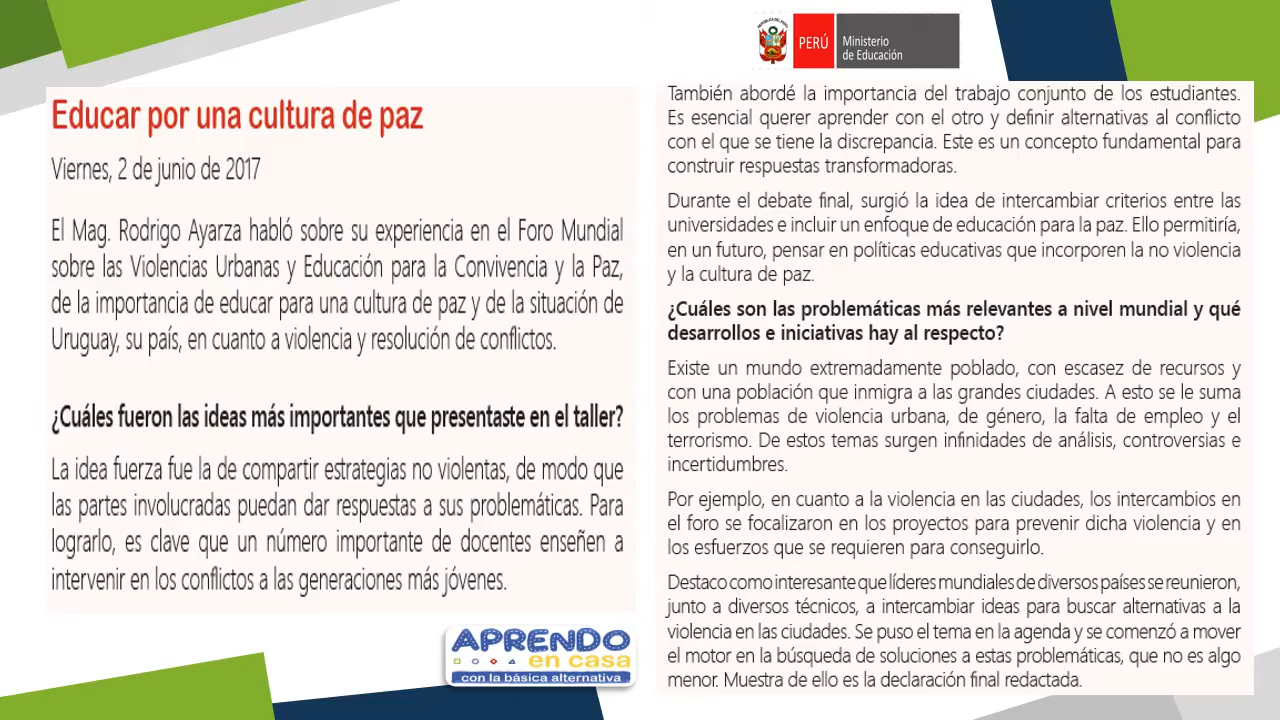 REPÚBLICA DEL PERÚ
PERÚ
Ministerio
de Educación
Educar por una cultura de paz
Viernes, 2 de junio de 2017
El Mag. Rodrigo Ayarza habló sobre su experiencia en el Foro Mundial
sobre las Violencias Urbanas y Educación para la Convivencia y la Paz,
de la importancia de educar para una cultura de paz y de la situación de
Uruguay, su país, en cuanto a violencia y resolución de conflictos.
¿Cuáles fueron las ideas más importantes que presentaste en el taller?
La idea fuerza fue la de compartir estrategias no violentas, de modo que
las partes involucradas puedan dar respuestas a sus problemáticas. Para
lograrlo, es clave que un número importante de docentes enseñen a
intervenir en los conflictos a las generaciones más jóvenes.
APRENDO
en casa
con la básica alternativa
También abordé la importancia del trabajo conjunto de los estudiantes.
Es esencial querer aprender con el otro y definir alternativas al conflicto
con el que se tiene la discrepancia. Este es un concepto fundamental para
construir respuestas transformadoras.
Durante el debate final, surgió la idea de intercambiar criterios entre las
universidades e incluir un enfoque de educación para la paz. Ello permitiría,
en un futuro, pensar en políticas educativas que incorporen la no violencia
y la cultura de paz.
¿Cuáles son las problemáticas más relevantes a nivel mundial y qué
desarrollos e iniciativas hay al respecto?
Existe un mundo extremadamente poblado, con escasez de recursos y
con una población que inmigra a las grandes ciudades. A esto se le suma
los problemas de violencia urbana, de género, la falta de empleo y el
terrorismo. De estos temas surgen infinidades de análisis, controversias e
incertidumbres.
Por ejemplo, en cuanto a la violencia en las ciudades, los intercambios en
el foro se focalizaron en los proyectos para prevenir dicha violencia y en
los esfuerzos que se requieren para conseguirlo.
Destaco como interesante que líderes mundiales de diversos países se reunieron,
junto a diversos técnicos, a intercambiar ideas para buscar alternativas a la
violencia en las ciudades. Se puso el tema en la agenda y se comenzó a mover
el motor en la búsqueda de soluciones a estas problemáticas, que no es algo
menor. Muestra de ello es la declaración final redactada.